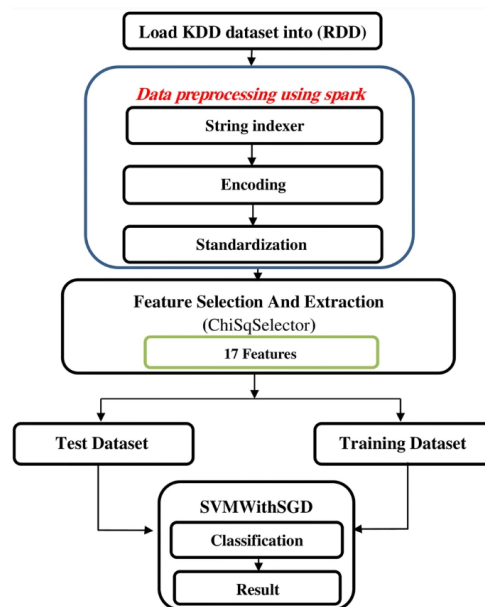 Load KDD dataset into (RDD)
Data preprocessing using spark
String indexer
Encoding
Standardization
Feature Selection And Extraction
(ChiSqSelector)
17 Features
Test Dataset
Training Dataset
SVMWithSGD
Classification
Result